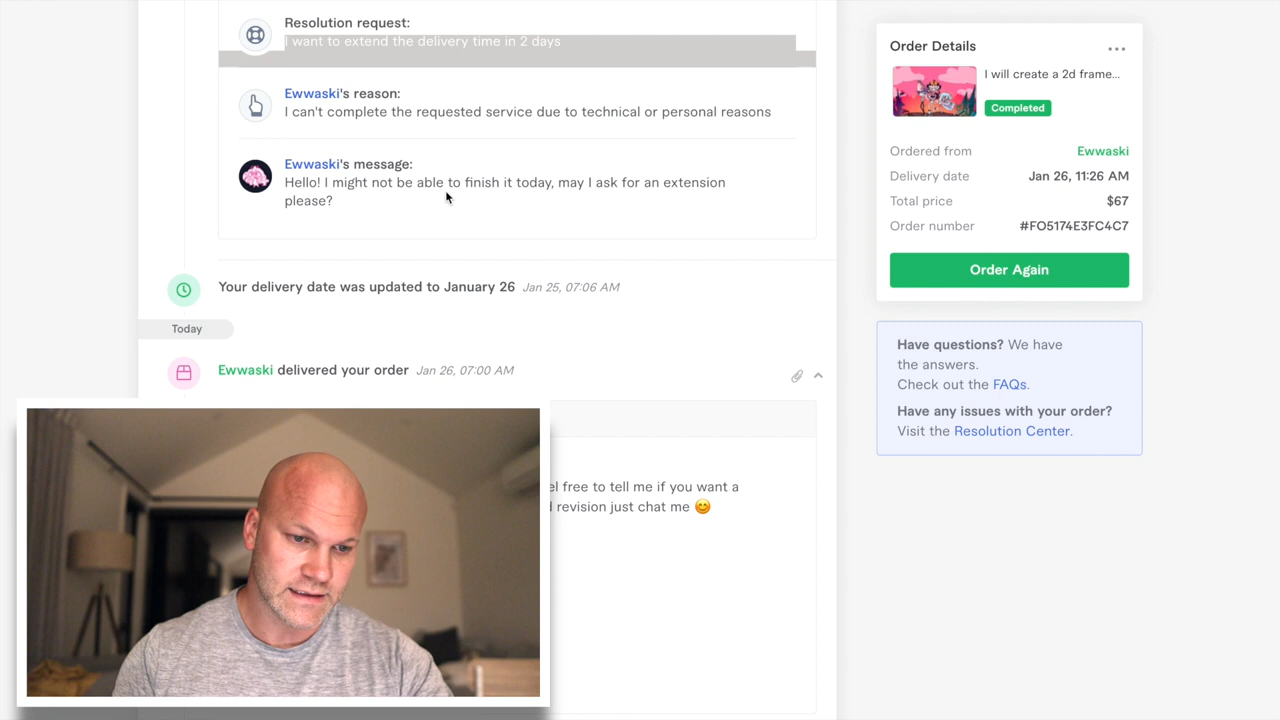 Resolution request:
I want to extend the delivery time in 2 days
Ewwaski's reason:
I can't complete the requested service due to technical or personal reasons
Ewwaski's message:
Hello! I might not be able to finish it today, may I ask for an extension
please?
Your delivery date was updated to January 26 Jan 25, 07:06 AM
Today
Ewwaski delivered your order Jan 26, 07:00 AM
el free to tell me if you want a
revision just chat me 😊
Order Details
I will create a 2d frame...
Completed
Ordered from Ewwaski
Delivery date Jan 26, 11:26 AM
Total price $67
Order number #FO5174E3FC4C7
Order Again
Have questions? We have
the answers.
Check out the FAQs.
Have any issues with your order?
Visit the Resolution Center.